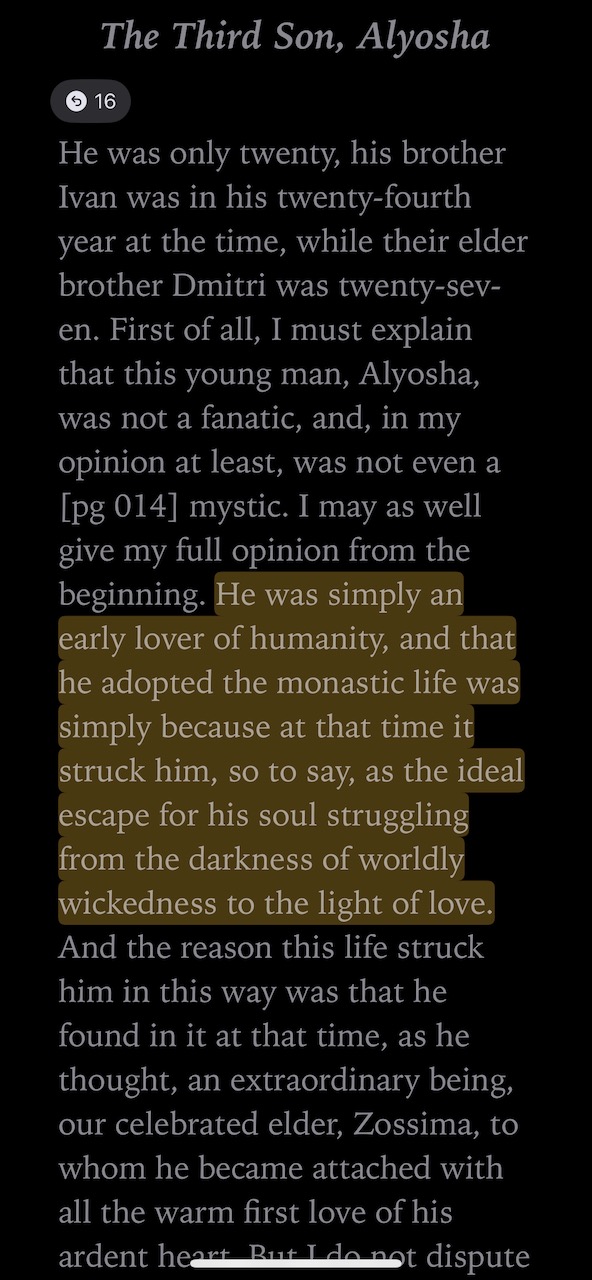 The Third Son, Alyosha
16
He was only twenty, his brother
Ivan was in his twenty-fourth
year at the time, while their elder
brother Dmitri was twenty-sev-
en. First of all, I must explain
that this young man, Alyosha,
was not a fanatic, and, in my
opinion at least, was not even a
[pg 014] mystic. I may as well
give my full opinion from the
beginning. He was simply an
early lover of humanity, and that
he adopted the monastic life was
simply because at that time it
struck him, so to say, as the ideal
escape for his soul struggling
from the darkness of worldly
wickedness to the light of love.
And the reason this life struck
him in this way was that he
found in it at that time, as he
thought, an extraordinary being,
our celebrated elder, Zossima, to
whom he became attached with
all the warm first love of his
ardent heart. But I do not dispute